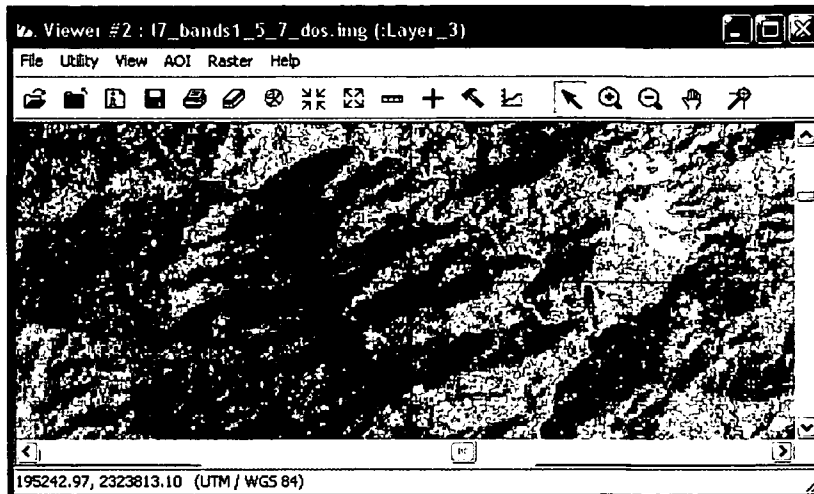 Viewer #2 : l7_bands1_5_7_dos.img (:Layer_3)
File Utility View AOI Raster Help
195242.97, 2323813.10 (UTM / WGS 84)